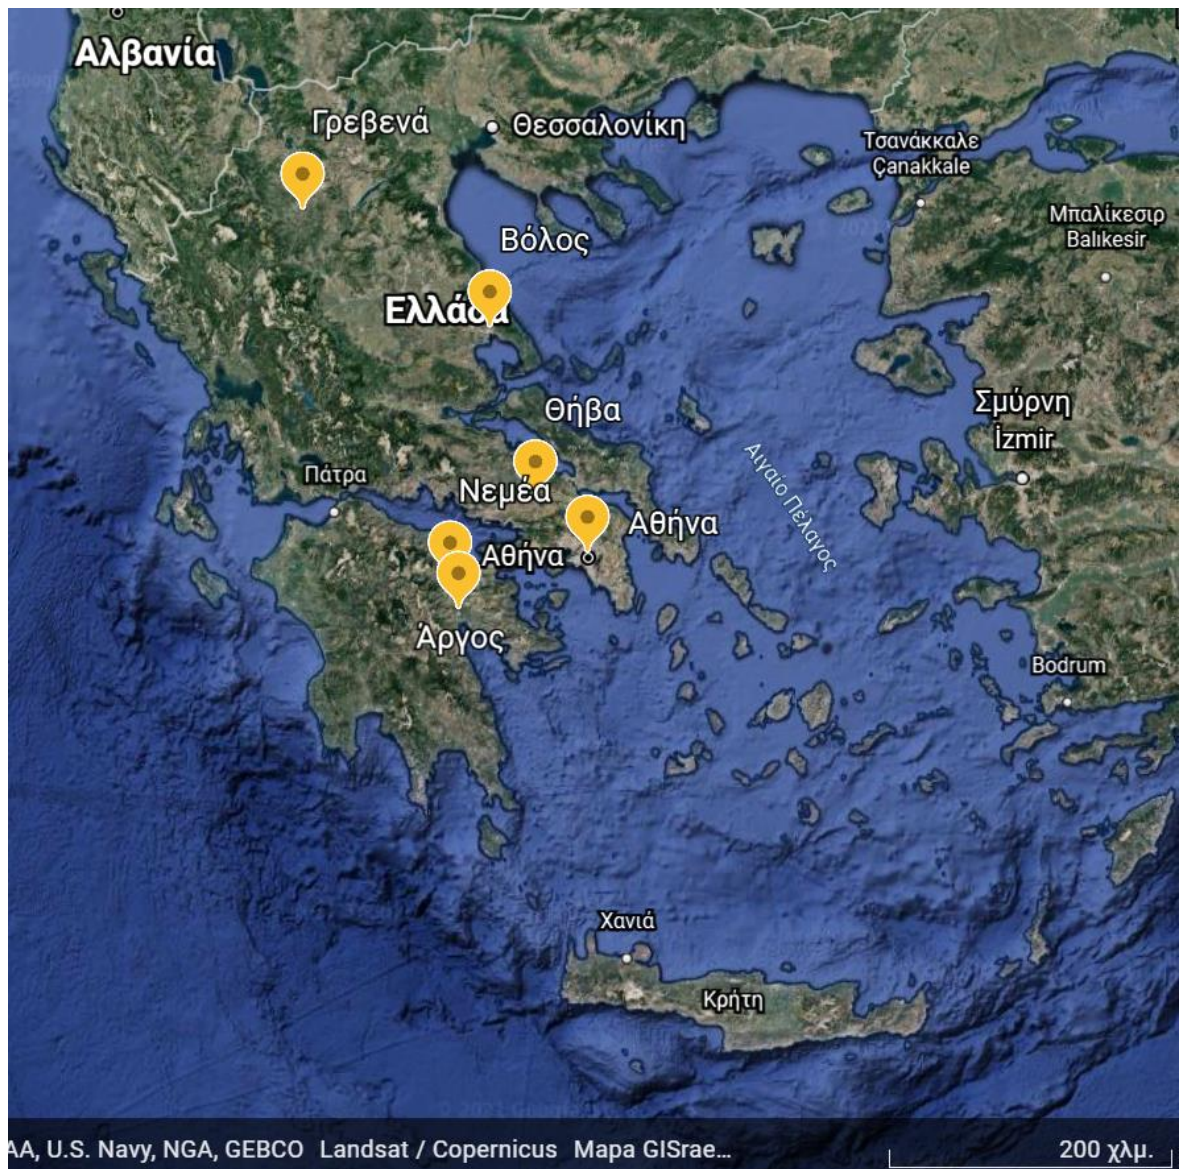 Αλβανία
Γρεβενά
Θεσσαλονίκη
Τσανάκκαλε
Çanakkale
Μπαλίκεσιρ
Balıkesir
Βόλος
Ελλάδα
Θήβα
Σμύρνη
İzmir
Πάτρα
Νεμέα
Αιγαίο Πέλαγος
Αθήνα
Αθήνα
Άργος
Bodrum
Χανιά
Κρήτη
AA, U.S. Navy, NGA, GEBCO Landsat / Copernicus Mapa GISrae...
200 χλμ.